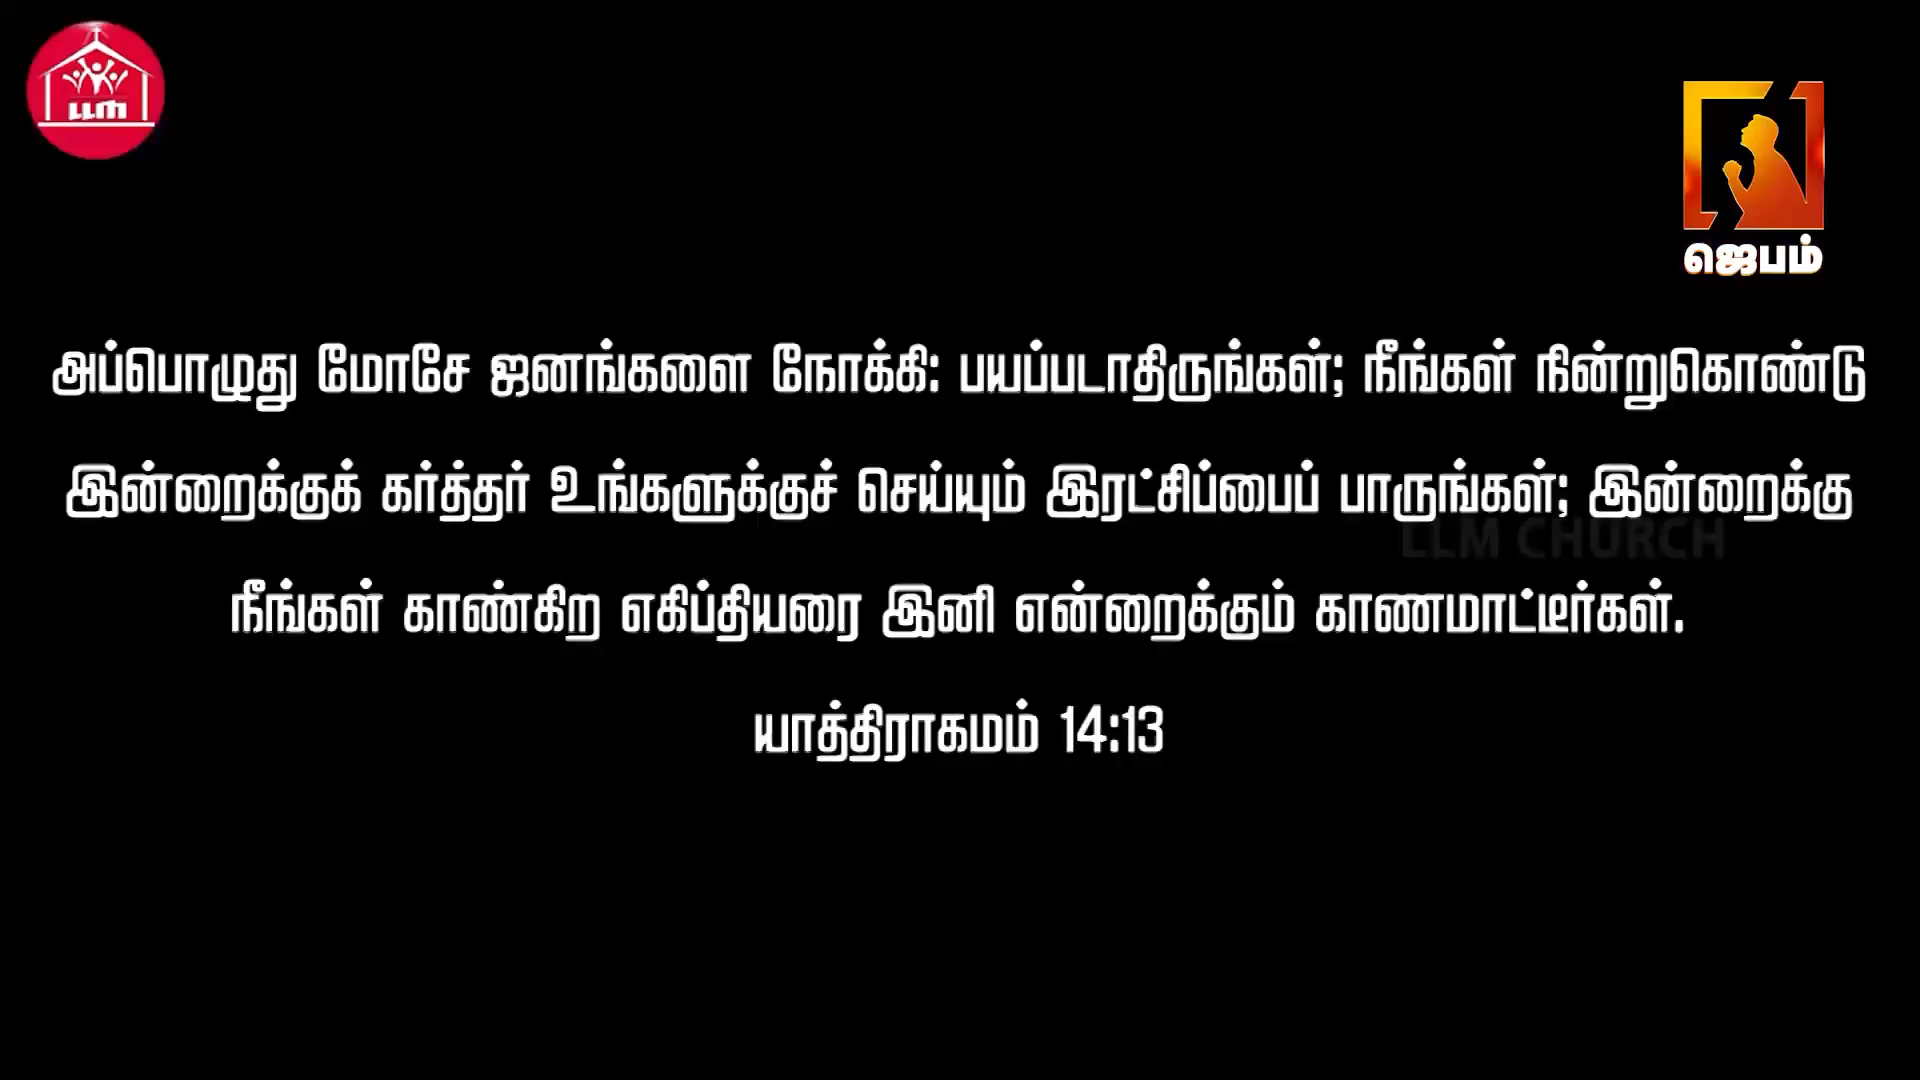 LLM
ஜெபம்
அப்பொழுது மோசே ஜனங்களை நோக்கி: பயப்படாதிருங்கள்; நீங்கள் நின்றுகொண்டு
இன்றைக்குக் கர்த்தர் உங்களுக்குச் செய்யும் இரட்சிப்பைப் பாருங்கள்; இன்றைக்கு
LLM CHURCH
நீங்கள் காண்கிற எகிப்தியரை இனி என்றைக்கும் காணமாட்டீர்கள்.
யாத்திராகமம் 14:13